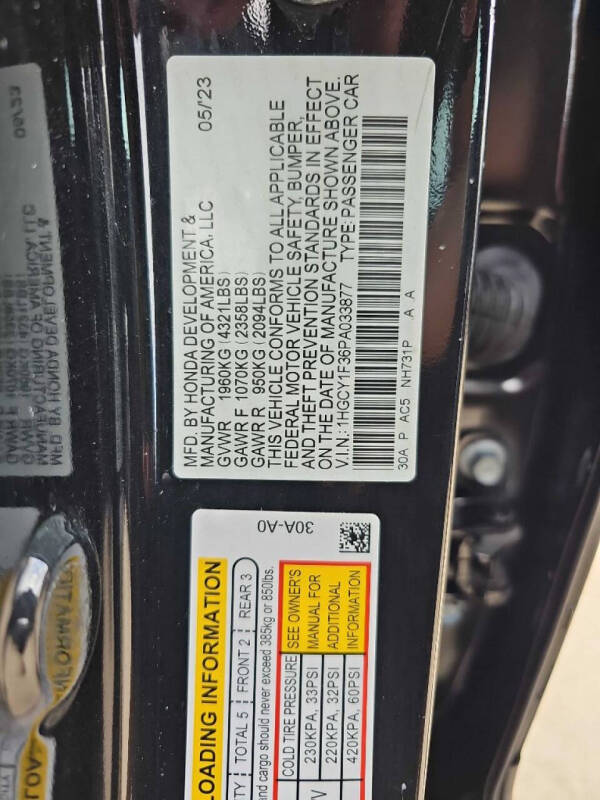 MFD. BY HONDA DEVELOPMENT &
MANUFACTURING OF AMERICA, LLC 05/'23
GVWR 1960KG (4321LBS)
GAWR F 1070KG (2358LBS)
GAWR R 950KG (2094LBS)
THIS VEHICLE CONFORMS TO ALL APPLICABLE
FEDERAL MOTOR VEHICLE SAFETY, BUMPER,
AND THEFT PREVENTION STANDARDS IN EFFECT
ON THE DATE OF MANUFACTURE SHOWN ABOVE.
V.I.N.: 1HGCY1F36PA033877 TYPE: PASSENGER CAR
30A P AC5 NH731P A A
LOADING INFORMATION 30A-A0
TOTAL 5 FRONT 2 REAR 3
and cargo should never exceed 385kg or 850lbs.
COLD TIRE PRESSURE SEE OWNER'S
230KPA, 33PSI MANUAL FOR
220KPA, 32PSI ADDITIONAL
420KPA, 60PSI INFORMATION